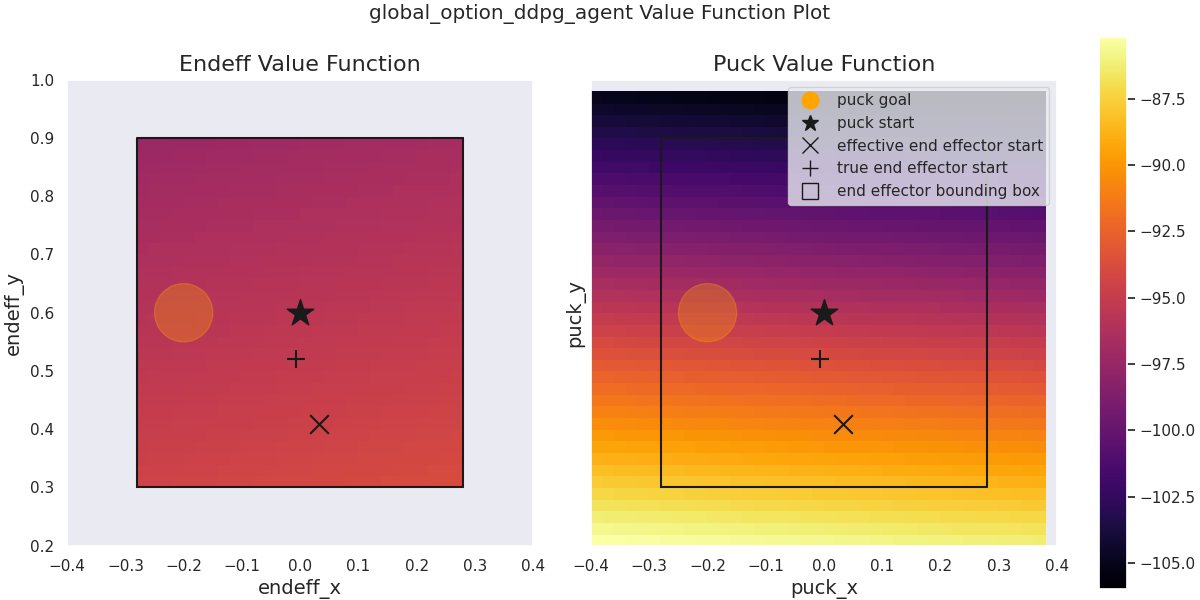 global_option_ddpg_agent Value Function Plot
Endeff Value Function
1.0
0.9
0.8
0.7
0.6
0.5
0.4
0.3
0.2
endeff_y
−0.4 −0.3 −0.2 −0.1 0.0 0.1 0.2 0.3 0.4
endeff_x
Puck Value Function
puck goal
puck start
effective end effector start
true end effector start
end effector bounding box
puck_y
−0.4 −0.3 −0.2 −0.1 0.0 0.1 0.2 0.3 0.4
puck_x
−87.5
−90.0
−92.5
−95.0
−97.5
−100.0
−102.5
−105.0